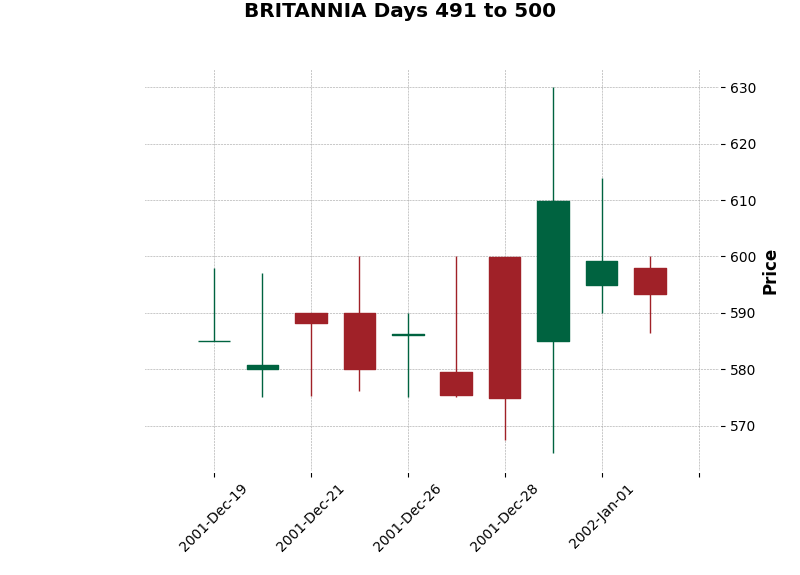 BRITANNIA Days 491 to 500
630
620
610
600
590
580
570
Price
2001-Dec-19
2001-Dec-21
2001-Dec-26
2001-Dec-28
2002-Jan-01